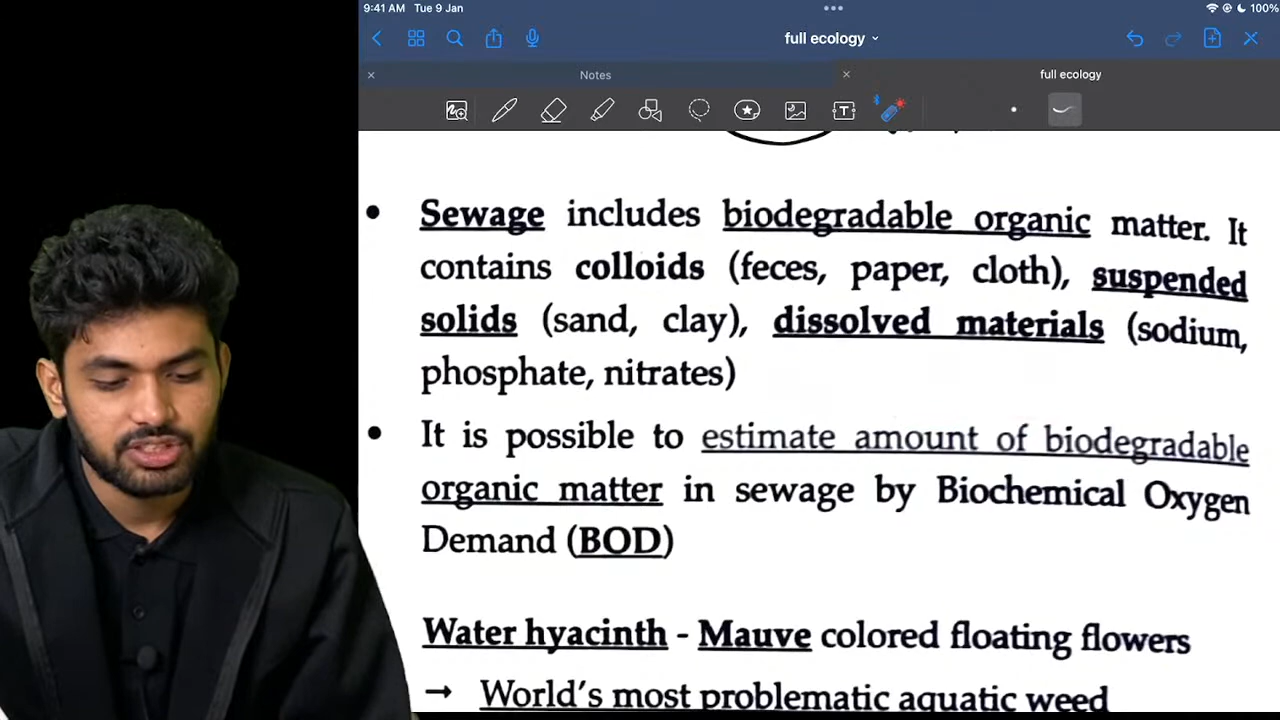 9:41 AM Tue 9 Jan
100%
full ecology
Notes
full ecology
T
• Sewage includes biodegradable organic matter. It
contains colloids (feces, paper, cloth), suspended
solids (sand, clay), dissolved materials (sodium,
phosphate, nitrates)
• It is possible to estimate amount of biodegradable
organic matter in sewage by Biochemical Oxygen
Demand (BOD)
Water hyacinth - Mauve colored floating flowers
→ World's most problematic aquatic weed